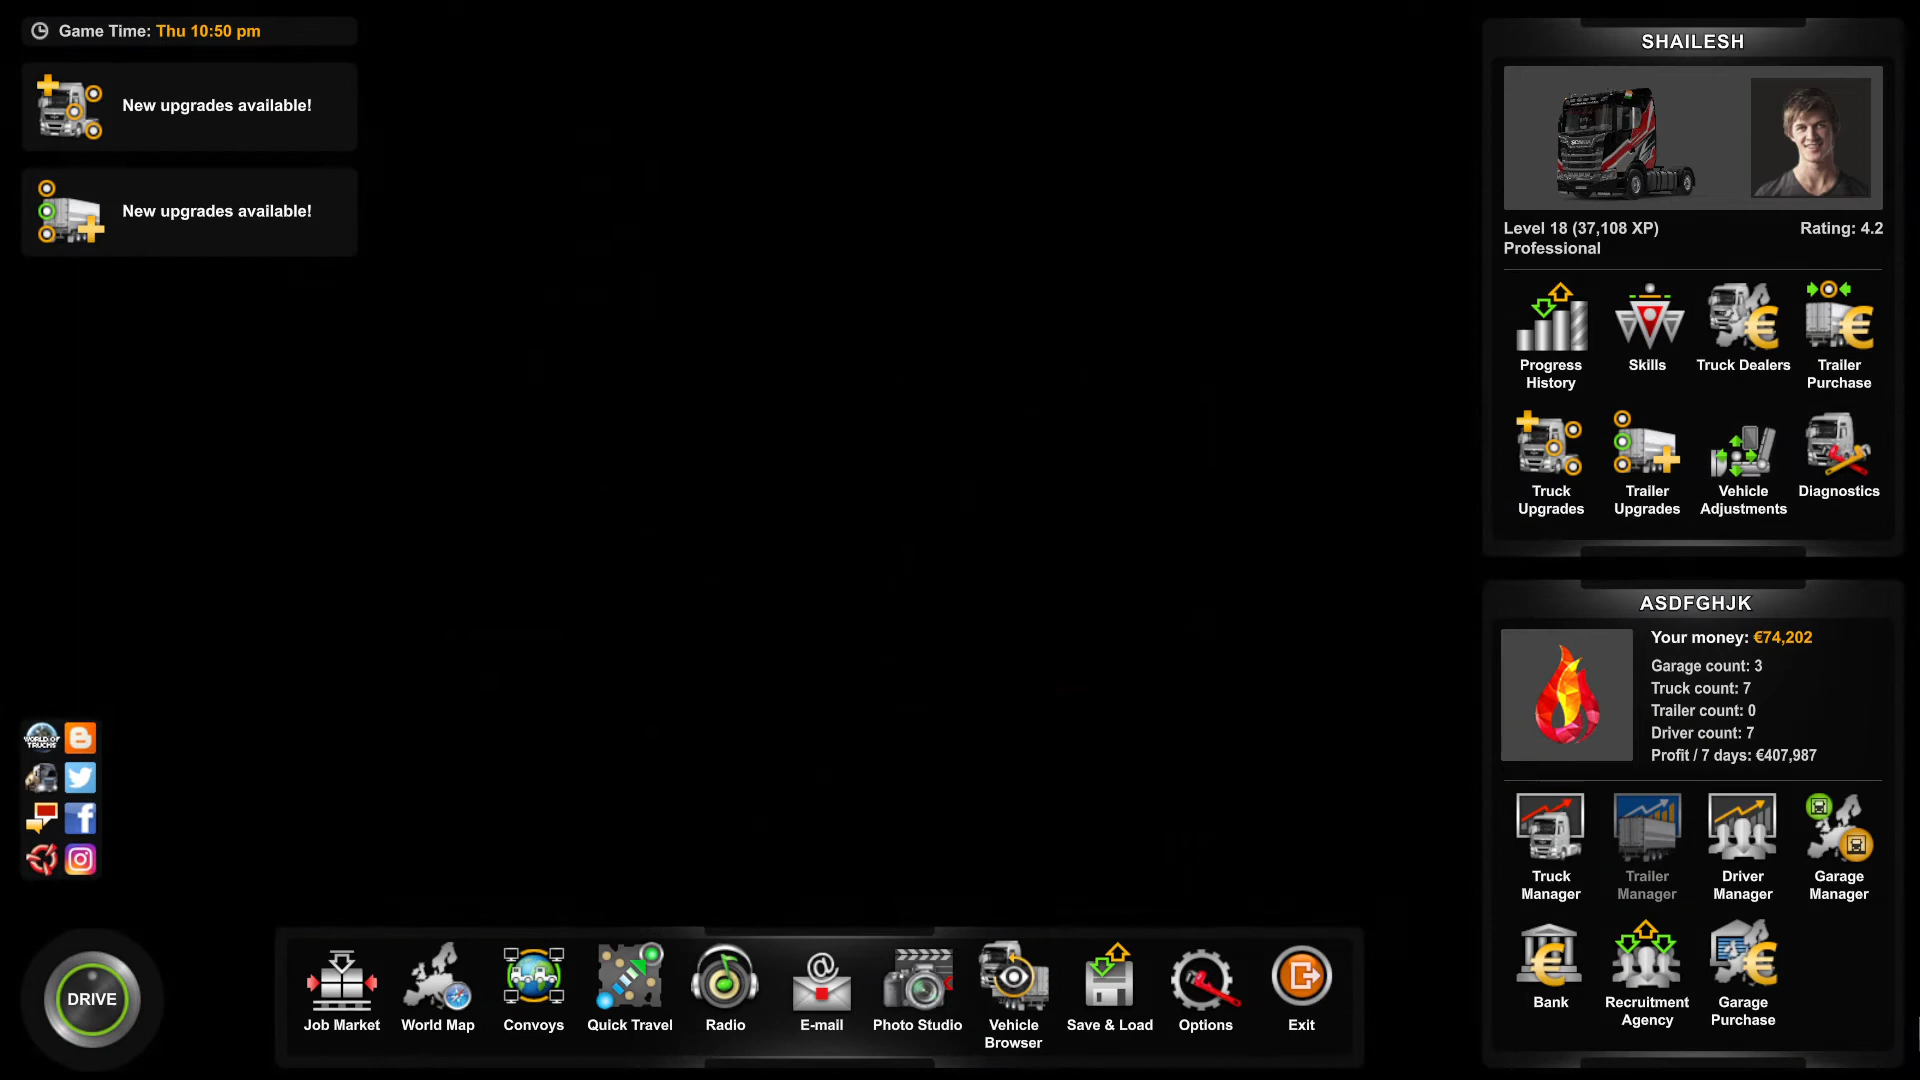 Game Time: Thu 10:50 pm
New upgrades available!
New upgrades available!
SHAILESH
Level 18 (37,108 XP)
Rating: 4.2
Professional
Progress
History
Skills
Truck Dealers
Trailer
Purchase
Truck
Upgrades
Trailer
Upgrades
Vehicle
Adjustments
Diagnostics
ASDFGHJK
Your money: €74,202
Garage count: 3
Truck count: 7
Trailer count: 0
Driver count: 7
Profit / 7 days: €407,987
Truck
Manager
Trailer
Manager
Driver
Manager
Garage
Manager
Bank
Recruitment
Agency
Garage
Purchase
WORLD OF
TRUCKS
DRIVE
Job Market
World Map
Convoys
Quick Travel
Radio
E-mail
Photo Studio
Vehicle
Browser
Save & Load
Options
Exit